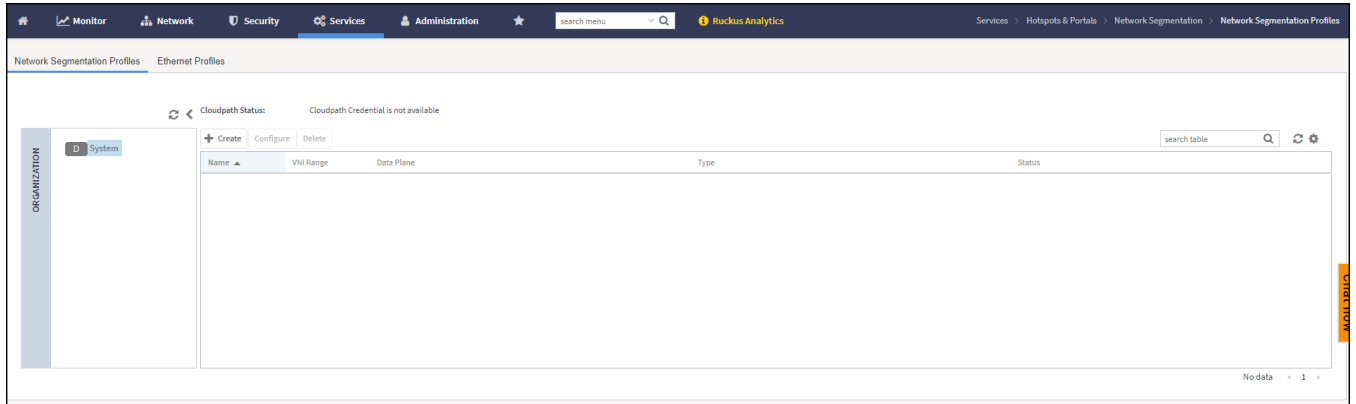 Monitor Network Security Services Administration search menu Ruckus Analytics Services > Hotspots & Portals > Network Segmentation > Network Segmentation Profiles
Network Segmentation Profiles Ethernet Profiles
Cloudpath Status: Cloudpath Credential is not available
ORGANIZATION
D System
Create Configure Delete search table
Name VNI Range Data Plane Type Status
Chat now
No data « 1 »